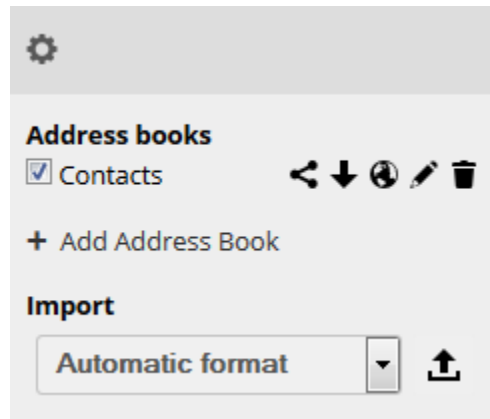 Address books
Contacts
+ Add Address Book
Import
Automatic format